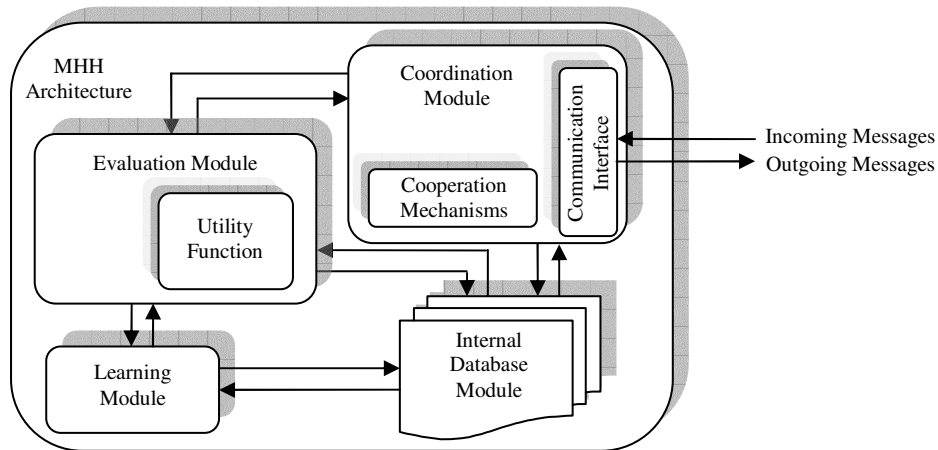 MHH
Architecture
Coordination
Module
Communication
Interface
Incoming Messages
Outgoing Messages
Evaluation Module
Cooperation
Mechanisms
Utility
Function
Internal
Database
Module
Learning
Module